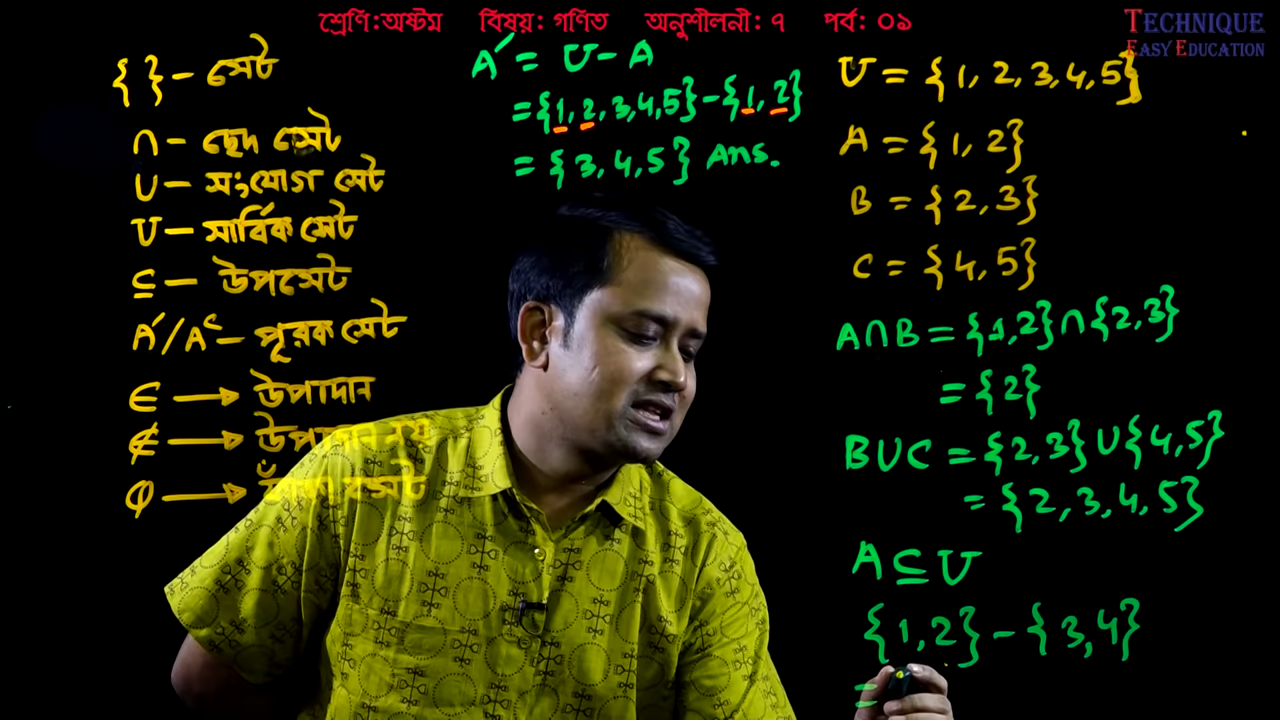 শ্রেণি:অষ্টম বিষয়: গণিত অনুশীলনী: ৭ পর্ব: ০১
TECHNIQUE
EASY EDUCATION
{ } – সেট
∩ – ছেদ সেট
∪ – সংযোগ সেট
U – সার্বিক সেট
⊆ – উপসেট
A′/Aᶜ – পূরক সেট
∈ → উপাদান
∉ → উপাদান নয়
φ → ফাঁকা সেট
A′ = U – A
= {1, 2, 3, 4, 5} – {1, 2}
= {3, 4, 5} Ans.
U = {1, 2, 3, 4, 5}
A = {1, 2}
B = {2, 3}
C = {4, 5}
A∩B = {1, 2} ∩ {2, 3}
= {2}
B∪C = {2, 3} ∪ {4, 5}
= {2, 3, 4, 5}
A ⊆ U
{1, 2} – {3, 4}
=